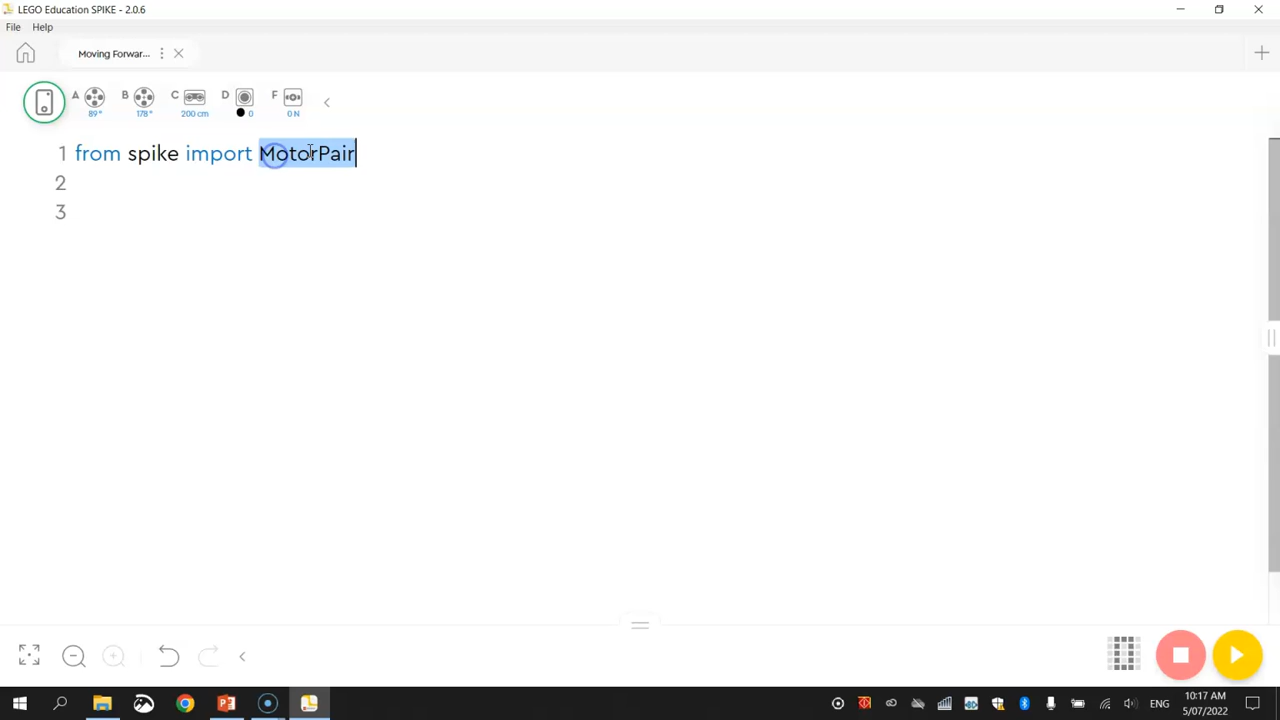 LEGO Education SPIKE - 2.0.6
File Help
Moving Forwar...
A B C D F
89° 178° 200 cm 0 0 N
1 from spike import MotorPair
2
3
10:17 AM
ENG
5/07/2022